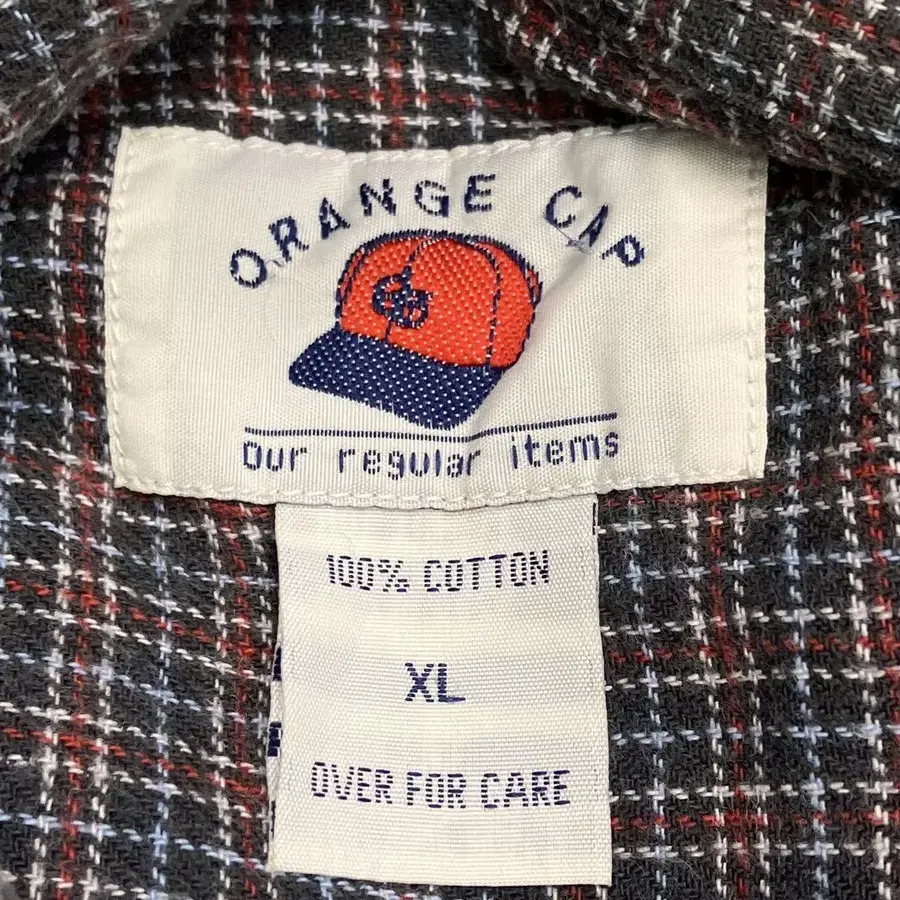 ORANGE CAP
Our regular items
100% COTTON
XL
OVER FOR CARE